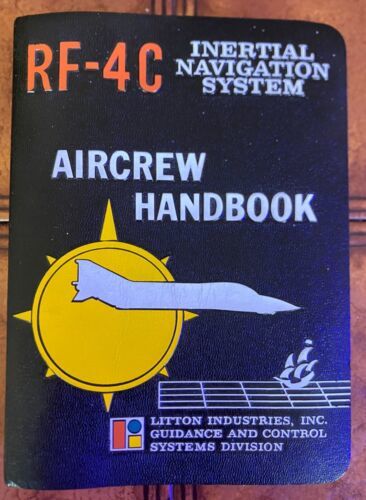 RF-4C
INERTIAL
NAVIGATION
SYSTEM
AIRCREW
HANDBOOK
LITTON INDUSTRIES, INC.
GUIDANCE AND CONTROL
SYSTEMS DIVISION